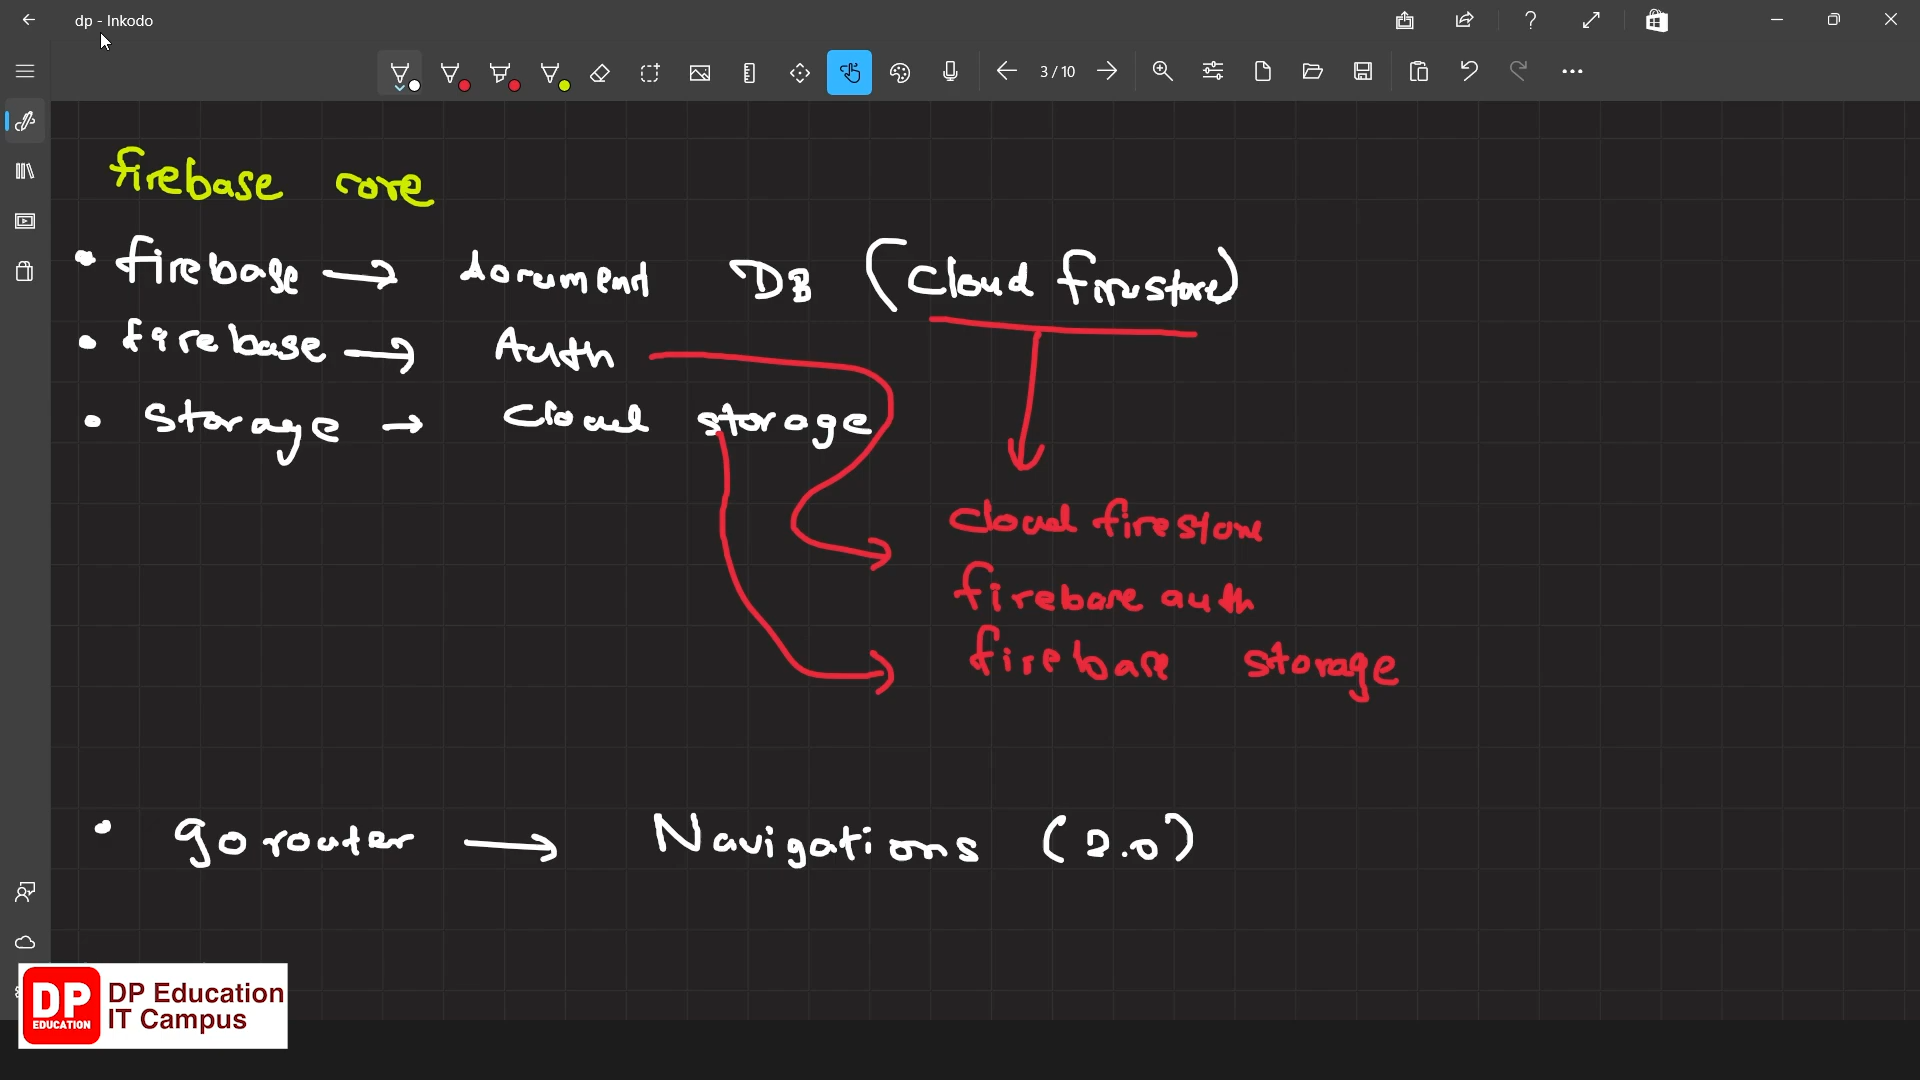 dp - Inkodo
3 / 10
firebase core
• firebase → document DB (Cloud firestore)
• firebase → Auth
• Storage → Cloud storage
cloud firestore
firebase auth
firebase storage
• go router → Navigations (2.0)
DP EDUCATION
DP Education
IT Campus